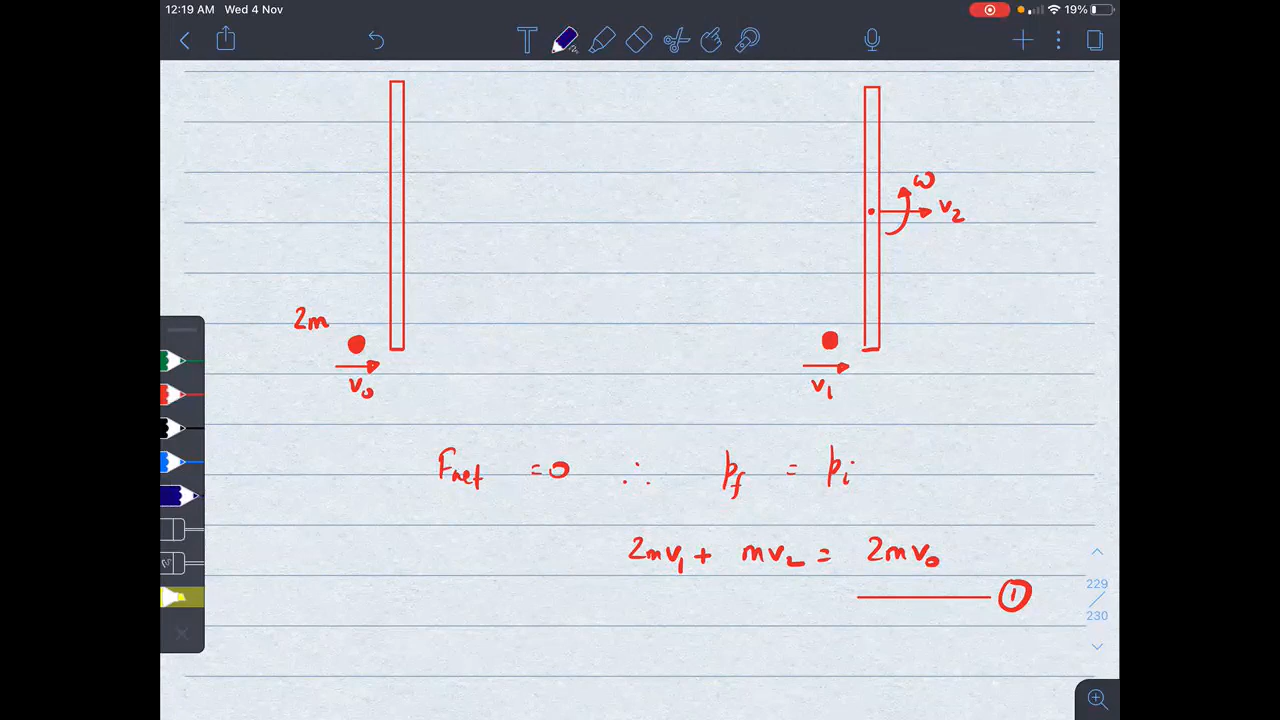 12:19 AM Wed 4 Nov
19%
T
ω
v₂
2m
v₀
v₁
Fnet = 0 ∴ pf = pi
2mv₁ + mv₂ = 2mv₀
1
229
230